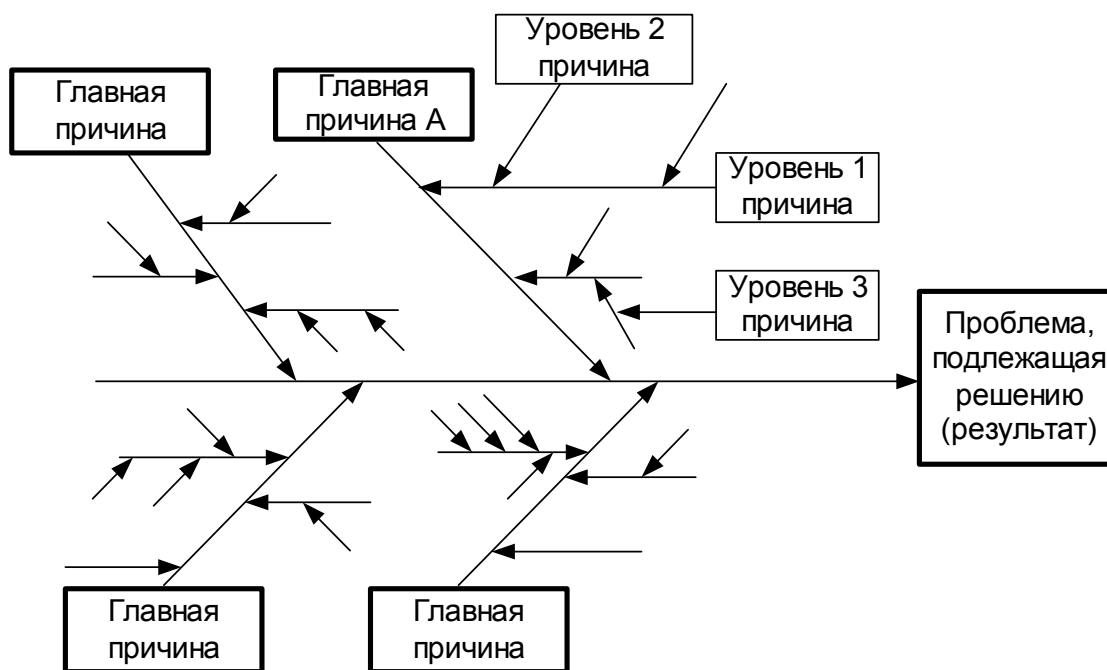 Уровень 2
причина
Главная
причина
Главная
причина А
Уровень 1
причина
Уровень 3
причина
Проблема,
подлежащая
решению
(результат)
Главная
причина
Главная
причина